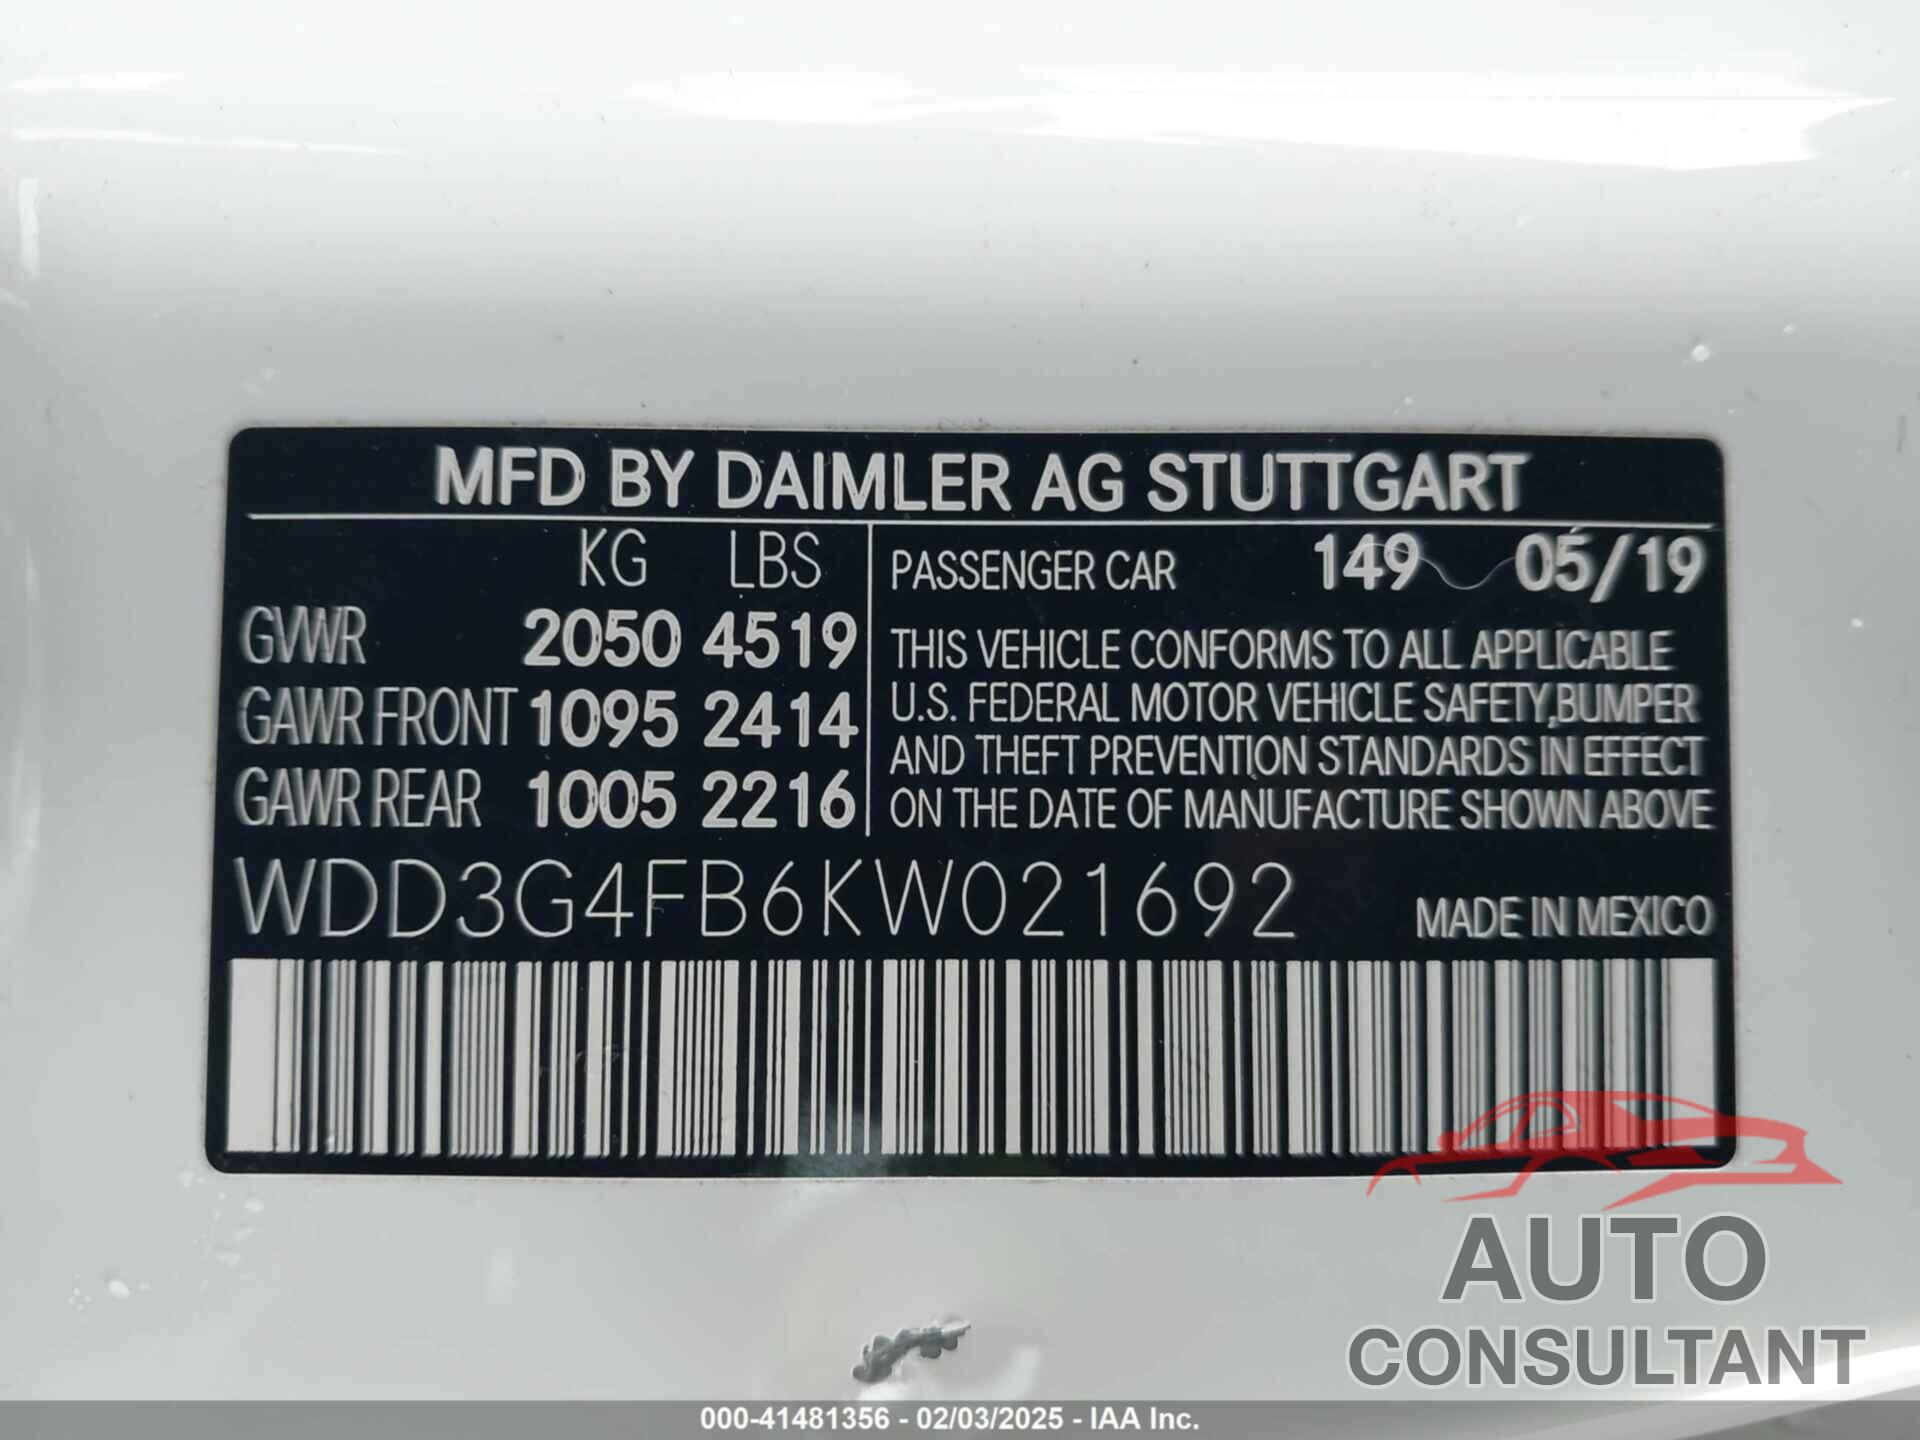 MFD BY DAIMLER AG STUTTGART
KG LBS
GVWR 2050 4519
GAWR FRONT 1095 2414
GAWR REAR 1005 2216
PASSENGER CAR 149 05/19
THIS VEHICLE CONFORMS TO ALL APPLICABLE
U.S. FEDERAL MOTOR VEHICLE SAFETY, BUMPER
AND THEFT PREVENTION STANDARDS IN EFFECT
ON THE DATE OF MANUFACTURE SHOWN ABOVE
WDD3G4FB6KW021692 MADE IN MEXICO
AUTO
CONSULTANT
000-41481356 - 02/03/2025 - IAA Inc.